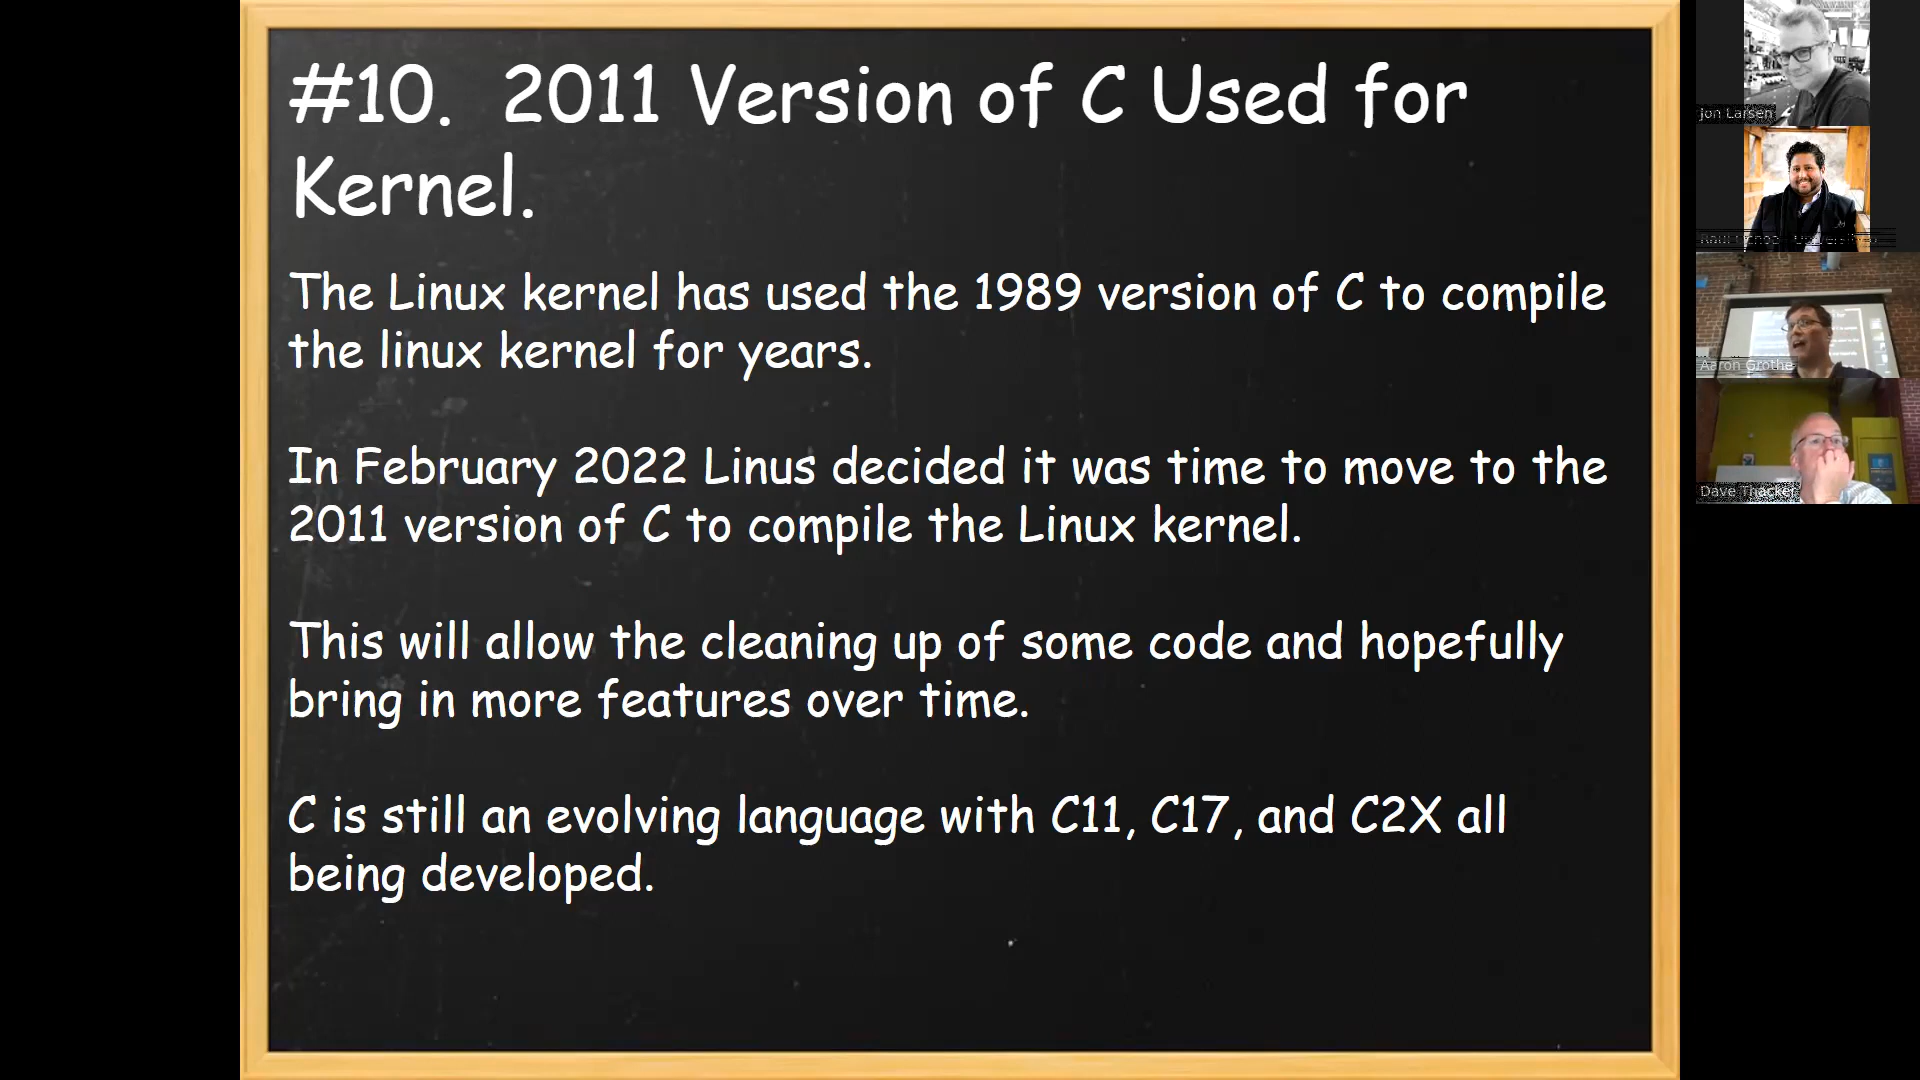 #10.  2011 Version of C Used for
Kernel.
The Linux kernel has used the 1989 version of C to compile
the linux kernel for years.
In February 2022 Linus decided it was time to move to the
2011 version of C to compile the Linux kernel.
This will allow the cleaning up of some code and hopefully
bring in more features over time.
C is still an evolving language with C11, C17, and C2X all
being developed.
Jon Larsen
Aaron Grothe
Dave Thacker